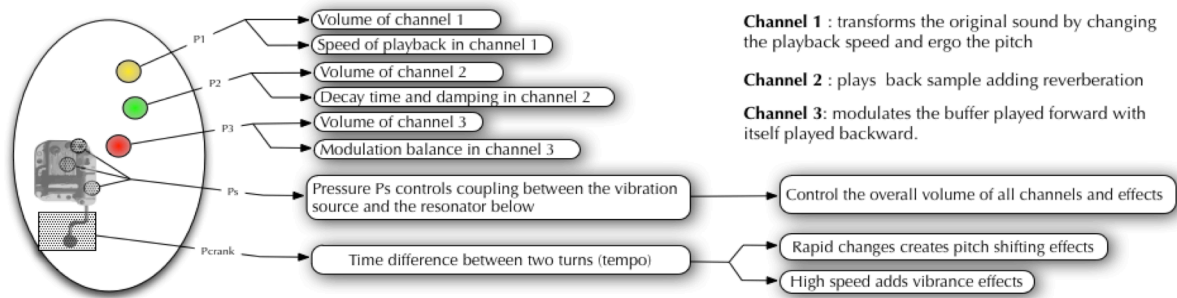 P1
Volume of channel 1
Speed of playback in channel 1
P2
Volume of channel 2
Decay time and damping in channel 2
P3
Volume of channel 3
Modulation balance in channel 3
Ps
Pressure Ps controls coupling between the vibration
source and the resonator below
Control the overall volume of all channels and effects
Pcrank
Time difference between two turns (tempo)
Rapid changes creates pitch shifting effects
High speed adds vibrance effects
Channel 1 : transforms the original sound by changing
the playback speed and ergo the pitch
Channel 2 : plays back sample adding reverberation
Channel 3: modulates the buffer played forward with
itself played backward.